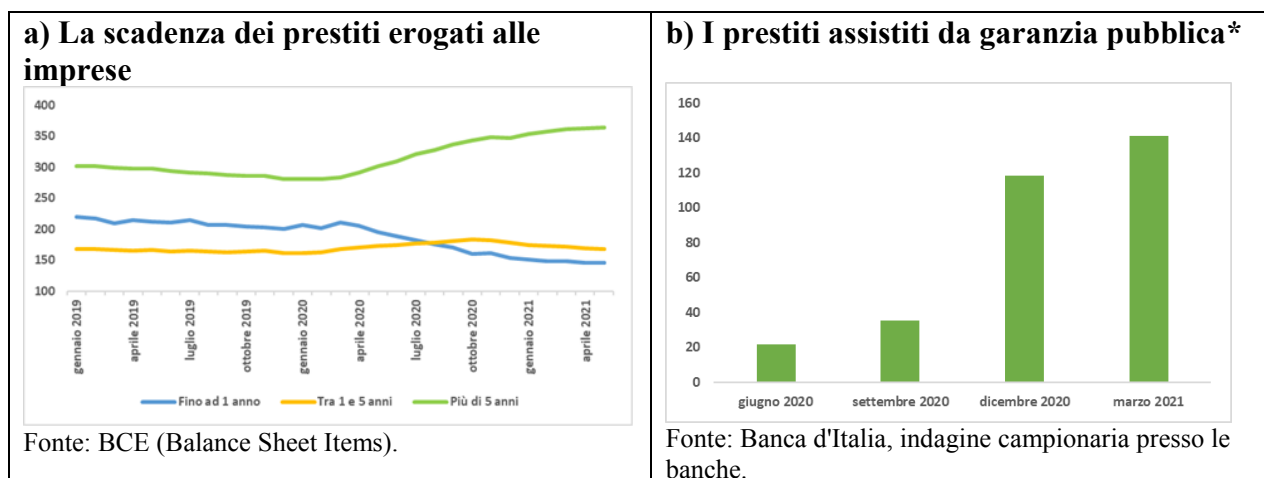 a) La scadenza dei prestiti erogati alle
imprese
400
350
300
250
200
150
100
gennaio 2019
aprile 2019
luglio 2019
ottobre 2019
gennaio 2020
aprile 2020
luglio 2020
ottobre 2020
gennaio 2021
aprile 2021
Fino ad 1 anno
Tra 1 e 5 anni
Più di 5 anni
Fonte: BCE (Balance Sheet Items).
b) I prestiti assistiti da garanzia pubblica*
160
140
120
100
80
60
40
20
0
giugno 2020
settembre 2020
dicembre 2020
marzo 2021
Fonte: Banca d'Italia, indagine campionaria presso le
banche.